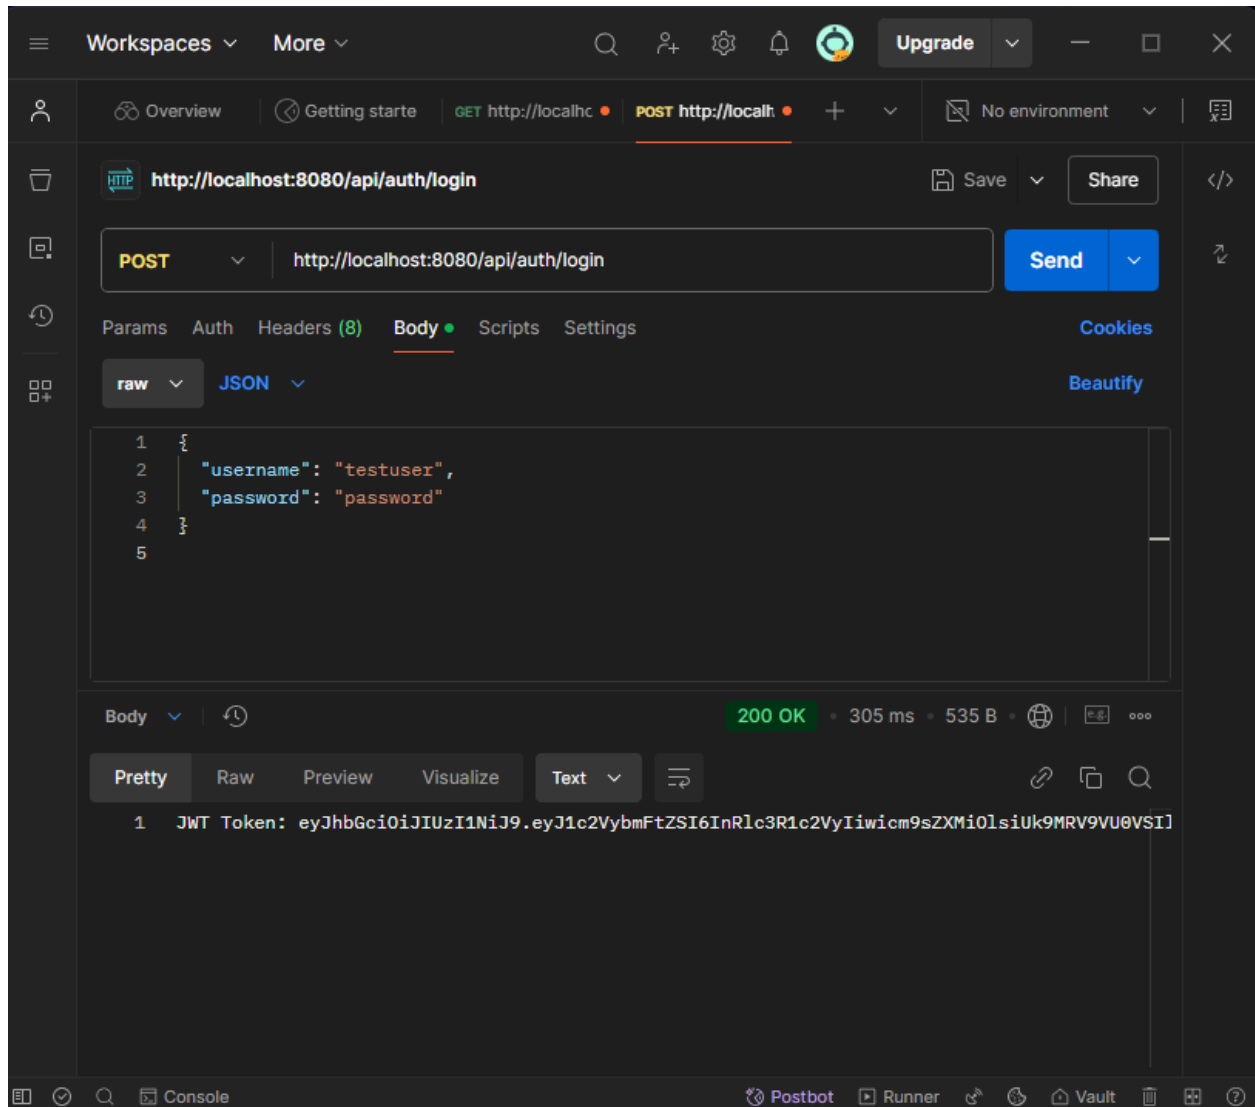 Workspaces More Upgrade
Overview Getting starte GET http://localhc POST http://localh No environment
HTTP http://localhost:8080/api/auth/login Save Share </>
POST http://localhost:8080/api/auth/login Send
Params Auth Headers (8) Body Scripts Settings Cookies
raw JSON Beautify
1 {
2 "username": "testuser",
3 "password": "password"
4 }
5
Body 200 OK 305 ms 535 B e.g.
Pretty Raw Preview Visualize Text
1 JWT Token: eyJhbGciOiJIUzI1NiJ9.eyJ1c2VybmFtZSI6InRlc3R1c2VyIiwicm9sZXMiOlsiUk9MRV9VU0VSIl
Console Postbot Runner Vault